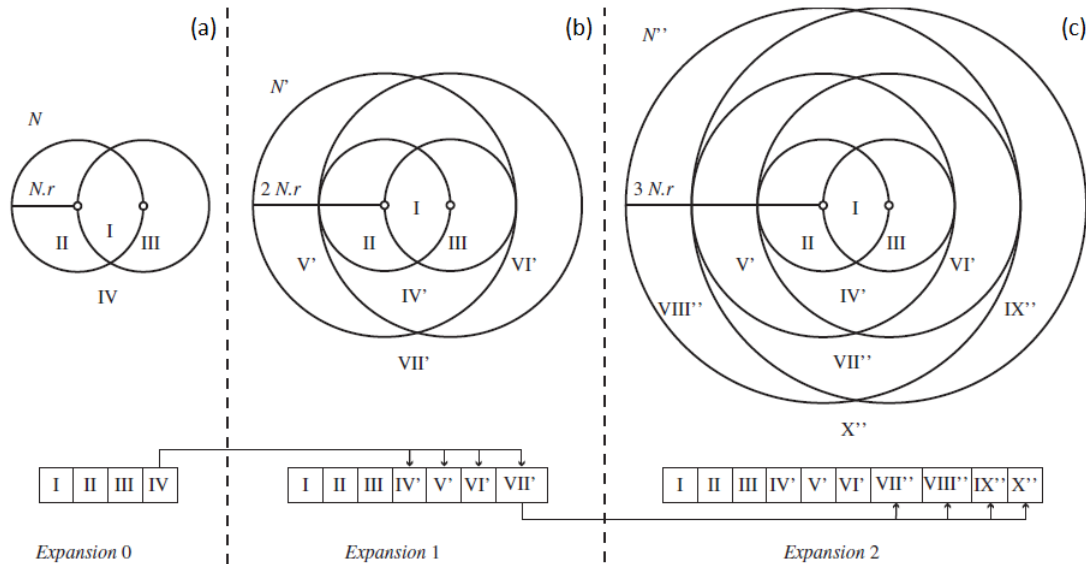 (a)
N
N.r
I
II
III
IV
I II III IV
Expansion 0
(b)
N'
2 N.r
I
II
III
V'
VI'
IV'
VII'
I II III IV' V' VI' VII'
Expansion 1
(c)
N''
3 N.r
I
II
III
V'
VI'
IV'
VIII''
IX''
VII''
X''
I II III IV' V' VI' VII'' VIII'' IX'' X''
Expansion 2